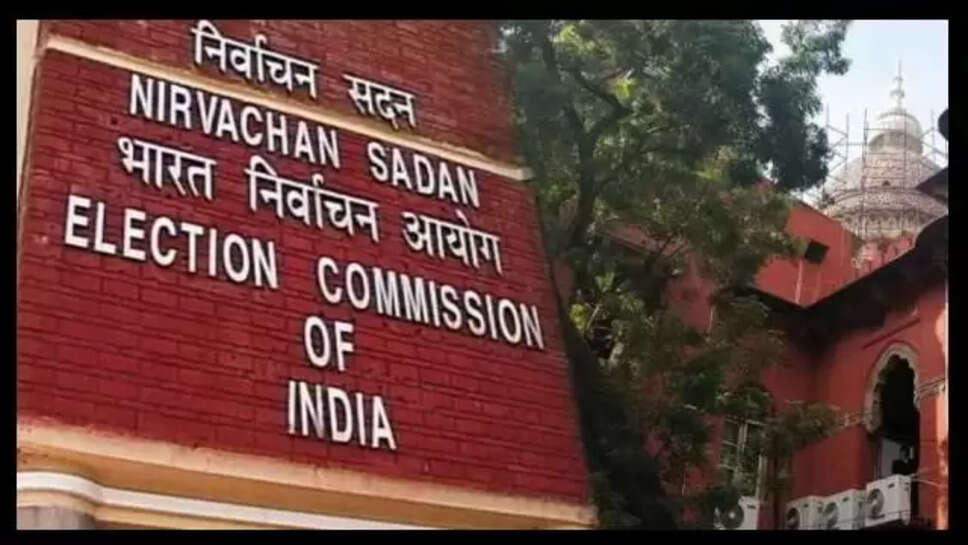 निर्वाचन सदन
NIRVACHAN SADAN
भारत निर्वाचन आयोग
ELECTION COMMISSION
OF
INDIA